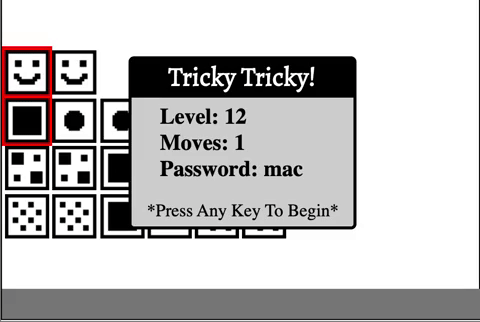 Tricky Tricky!
Level: 12
Moves: 1
Password: mac
*Press Any Key To Begin*